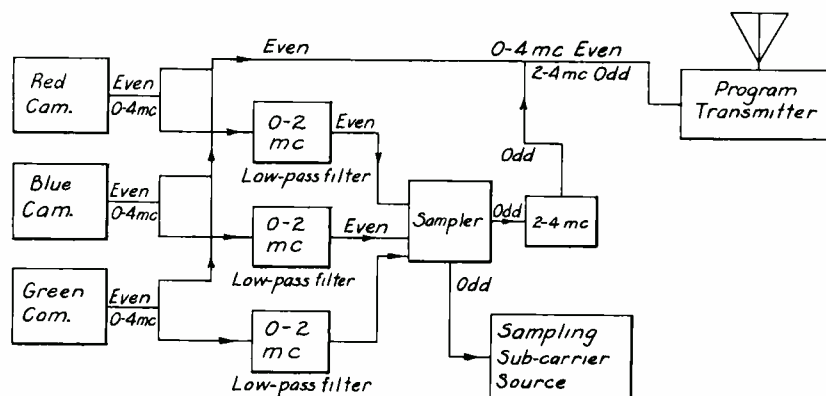 Even
0-4mc Even
2-4mc Odd
Red
Cam.
Even
0-4mc
0-2
mc
Even
Low-pass filter
Program
Transmitter
Odd
Blue
Cam.
Even
0-4mc
0-2
mc
Even
Low-pass filter
Sampler
Odd
2-4mc
Odd
Green
Cam.
Even
0-4mc
0-2
mc
Low-pass filter
Sampling
Sub-carrier
Source